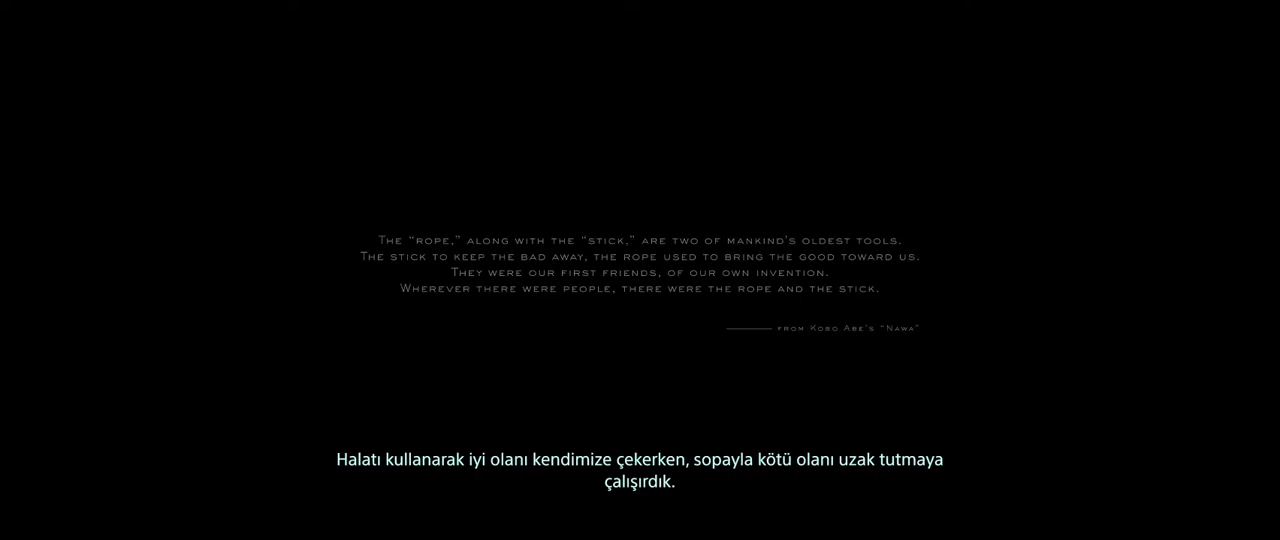 The “rope,” along with the “stick,” are two of mankind's oldest tools.
The stick to keep the bad away, the rope used to bring the good toward us.
They were our first friends, of our own invention.
Wherever there were people, there were the rope and the stick.
from Kobo Abe's “Nawa”
Halatı kullanarak iyi olanı kendimize çekerken, sopayla kötü olanı uzak tutmaya
çalışırdık.